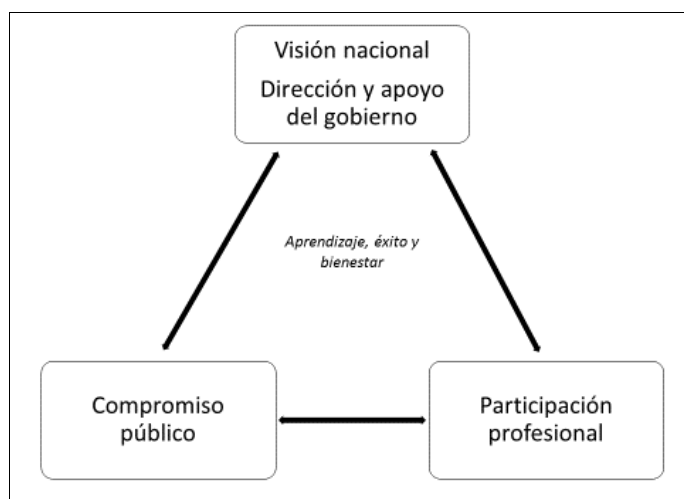 Visión nacional
Dirección y apoyo
del gobierno
Aprendizaje, éxito y
bienestar
Compromiso
público
Participación
profesional